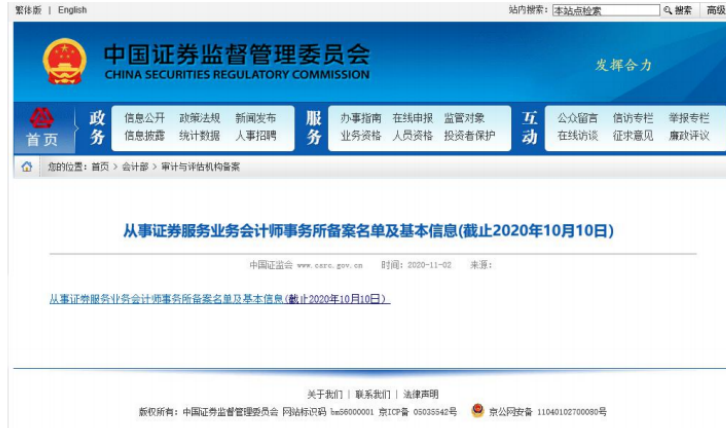 繁体版 | English 站内搜索: 本站点检索 搜索 高级
中国证券监督管理委员会
CHINA SECURITIES REGULATORY COMMISSION
发挥合力
首页
政务
信息公开 政策法规 新闻发布
信息披露 统计数据 人事招聘
服务
办事指南 在线申报 监管对象
业务资格 人员资格 投资者保护
互动
公众留言 信访专栏 举报专栏
在线访谈 征求意见 廉政评议
您的位置: 首页 > 会计部 > 审计与评估机构备案
从事证券服务业务会计师事务所备案名单及基本信息(截止2020年10月10日)
中国证监会 www.csrc.gov.cn 时间: 2020-11-02 来源:
从事证券服务业务会计师事务所备案名单及基本信息(截止2020年10月10日)
关于我们 | 联系我们 | 法律声明
版权所有: 中国证券监督管理委员会 网站标识码 bm56000001 京ICP备 05035542号 京公网安备 11040102700080号